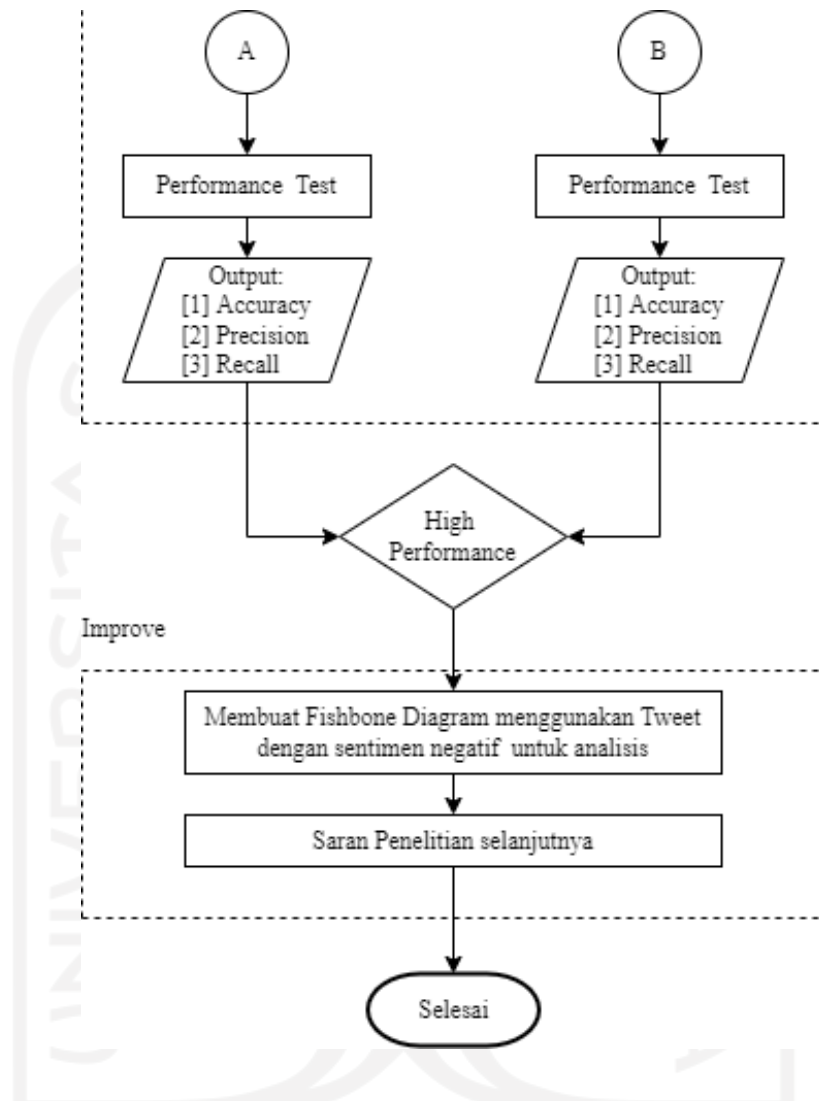 A
B
Performance Test
Performance Test
Output:
[1] Accuracy
[2] Precision
[3] Recall
Output:
[1] Accuracy
[2] Precision
[3] Recall
High
Performance
Improve
Membuat Fishbone Diagram menggunakan Tweet
dengan sentimen negatif untuk analisis
Saran Penelitian selanjutnya
Selesai